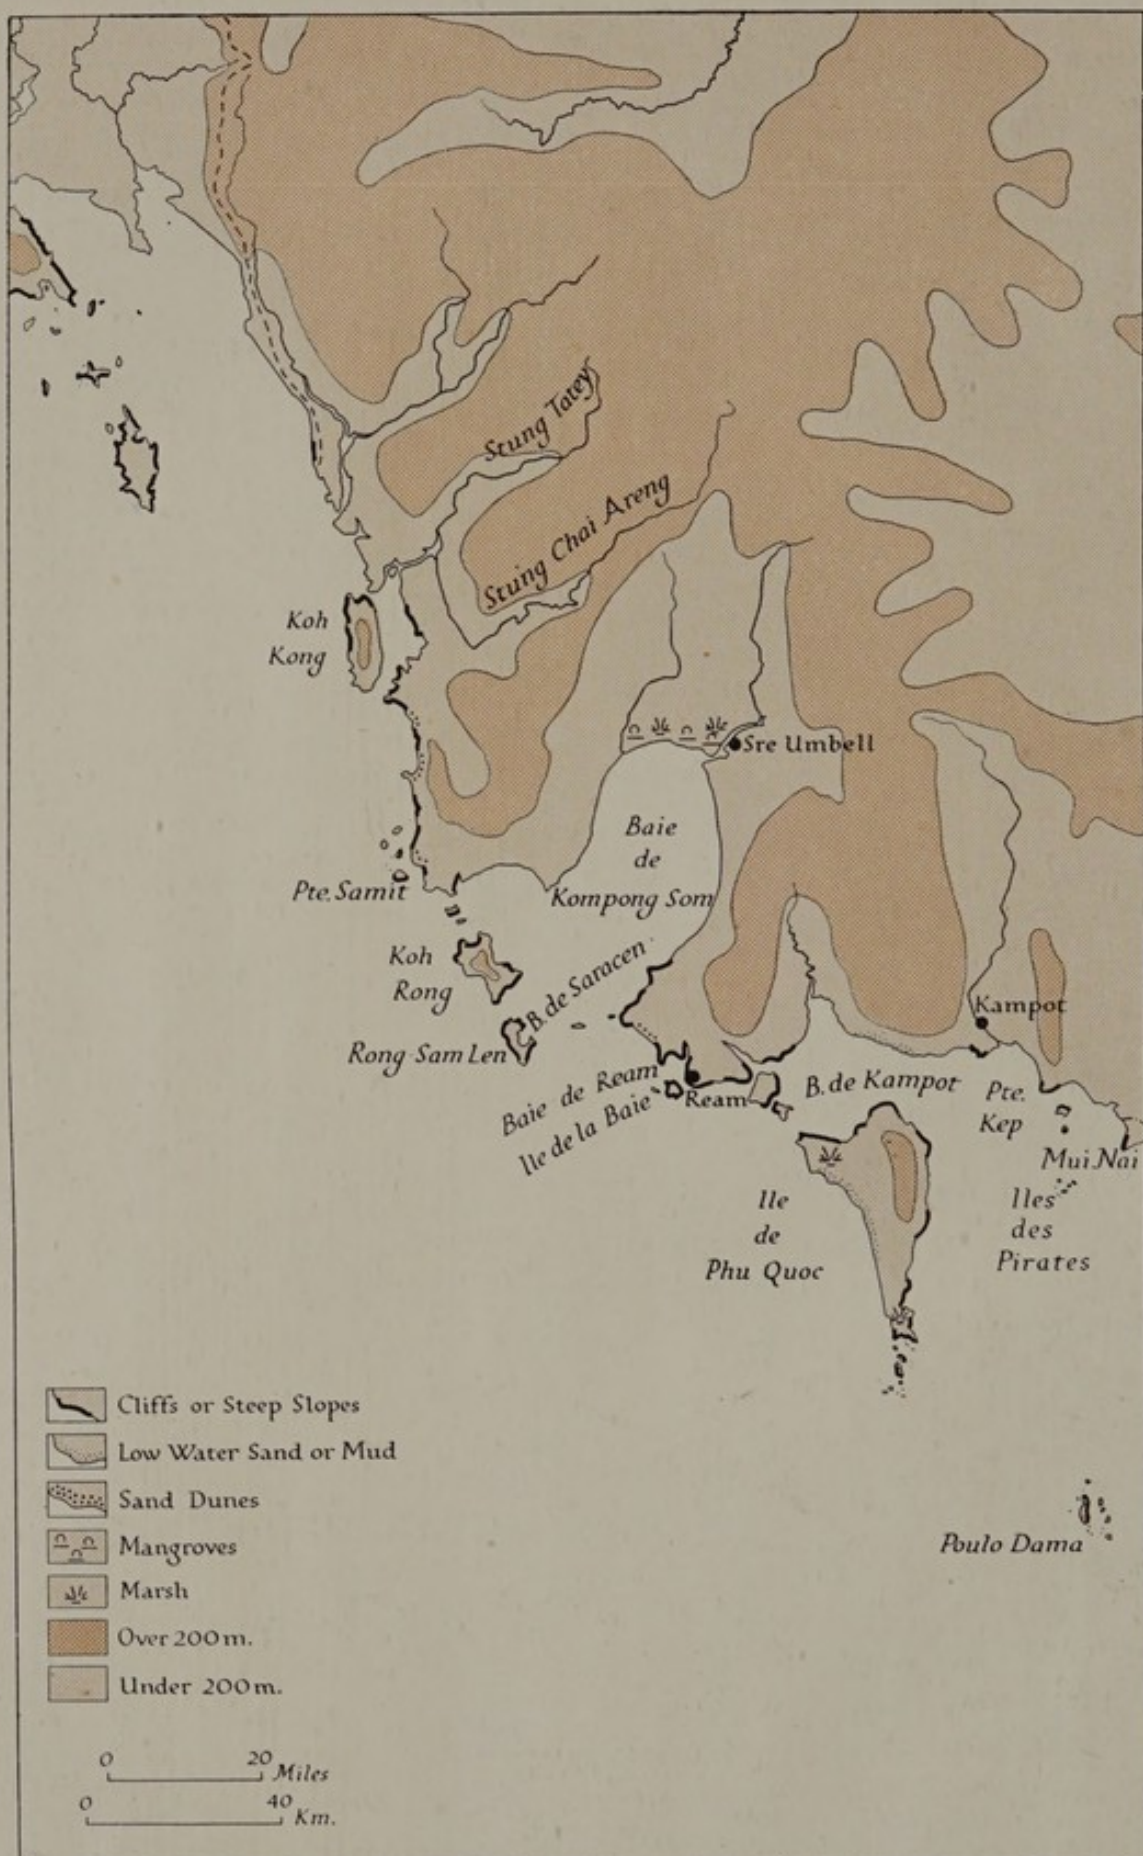 Stung Tatey
Stung Chai Areng
Koh
Kong
Sre Umbell
Baie
de
Kompong Som
Pte. Samit
Koh
Rong
B. de Saracen
Kampot
Rong Sam Len
Baie de Ream
Ream
B. de Kampot
Pte.
Kep
Ile de la Baie
Mui Nai
Ile
de
Phu Quoc
Iles
des
Pirates
Poulo Dama
Cliffs or Steep Slopes
Low Water Sand or Mud
Sand Dunes
Mangroves
Marsh
Over 200 m.
Under 200 m.
0 20 Miles
0 40 Km.